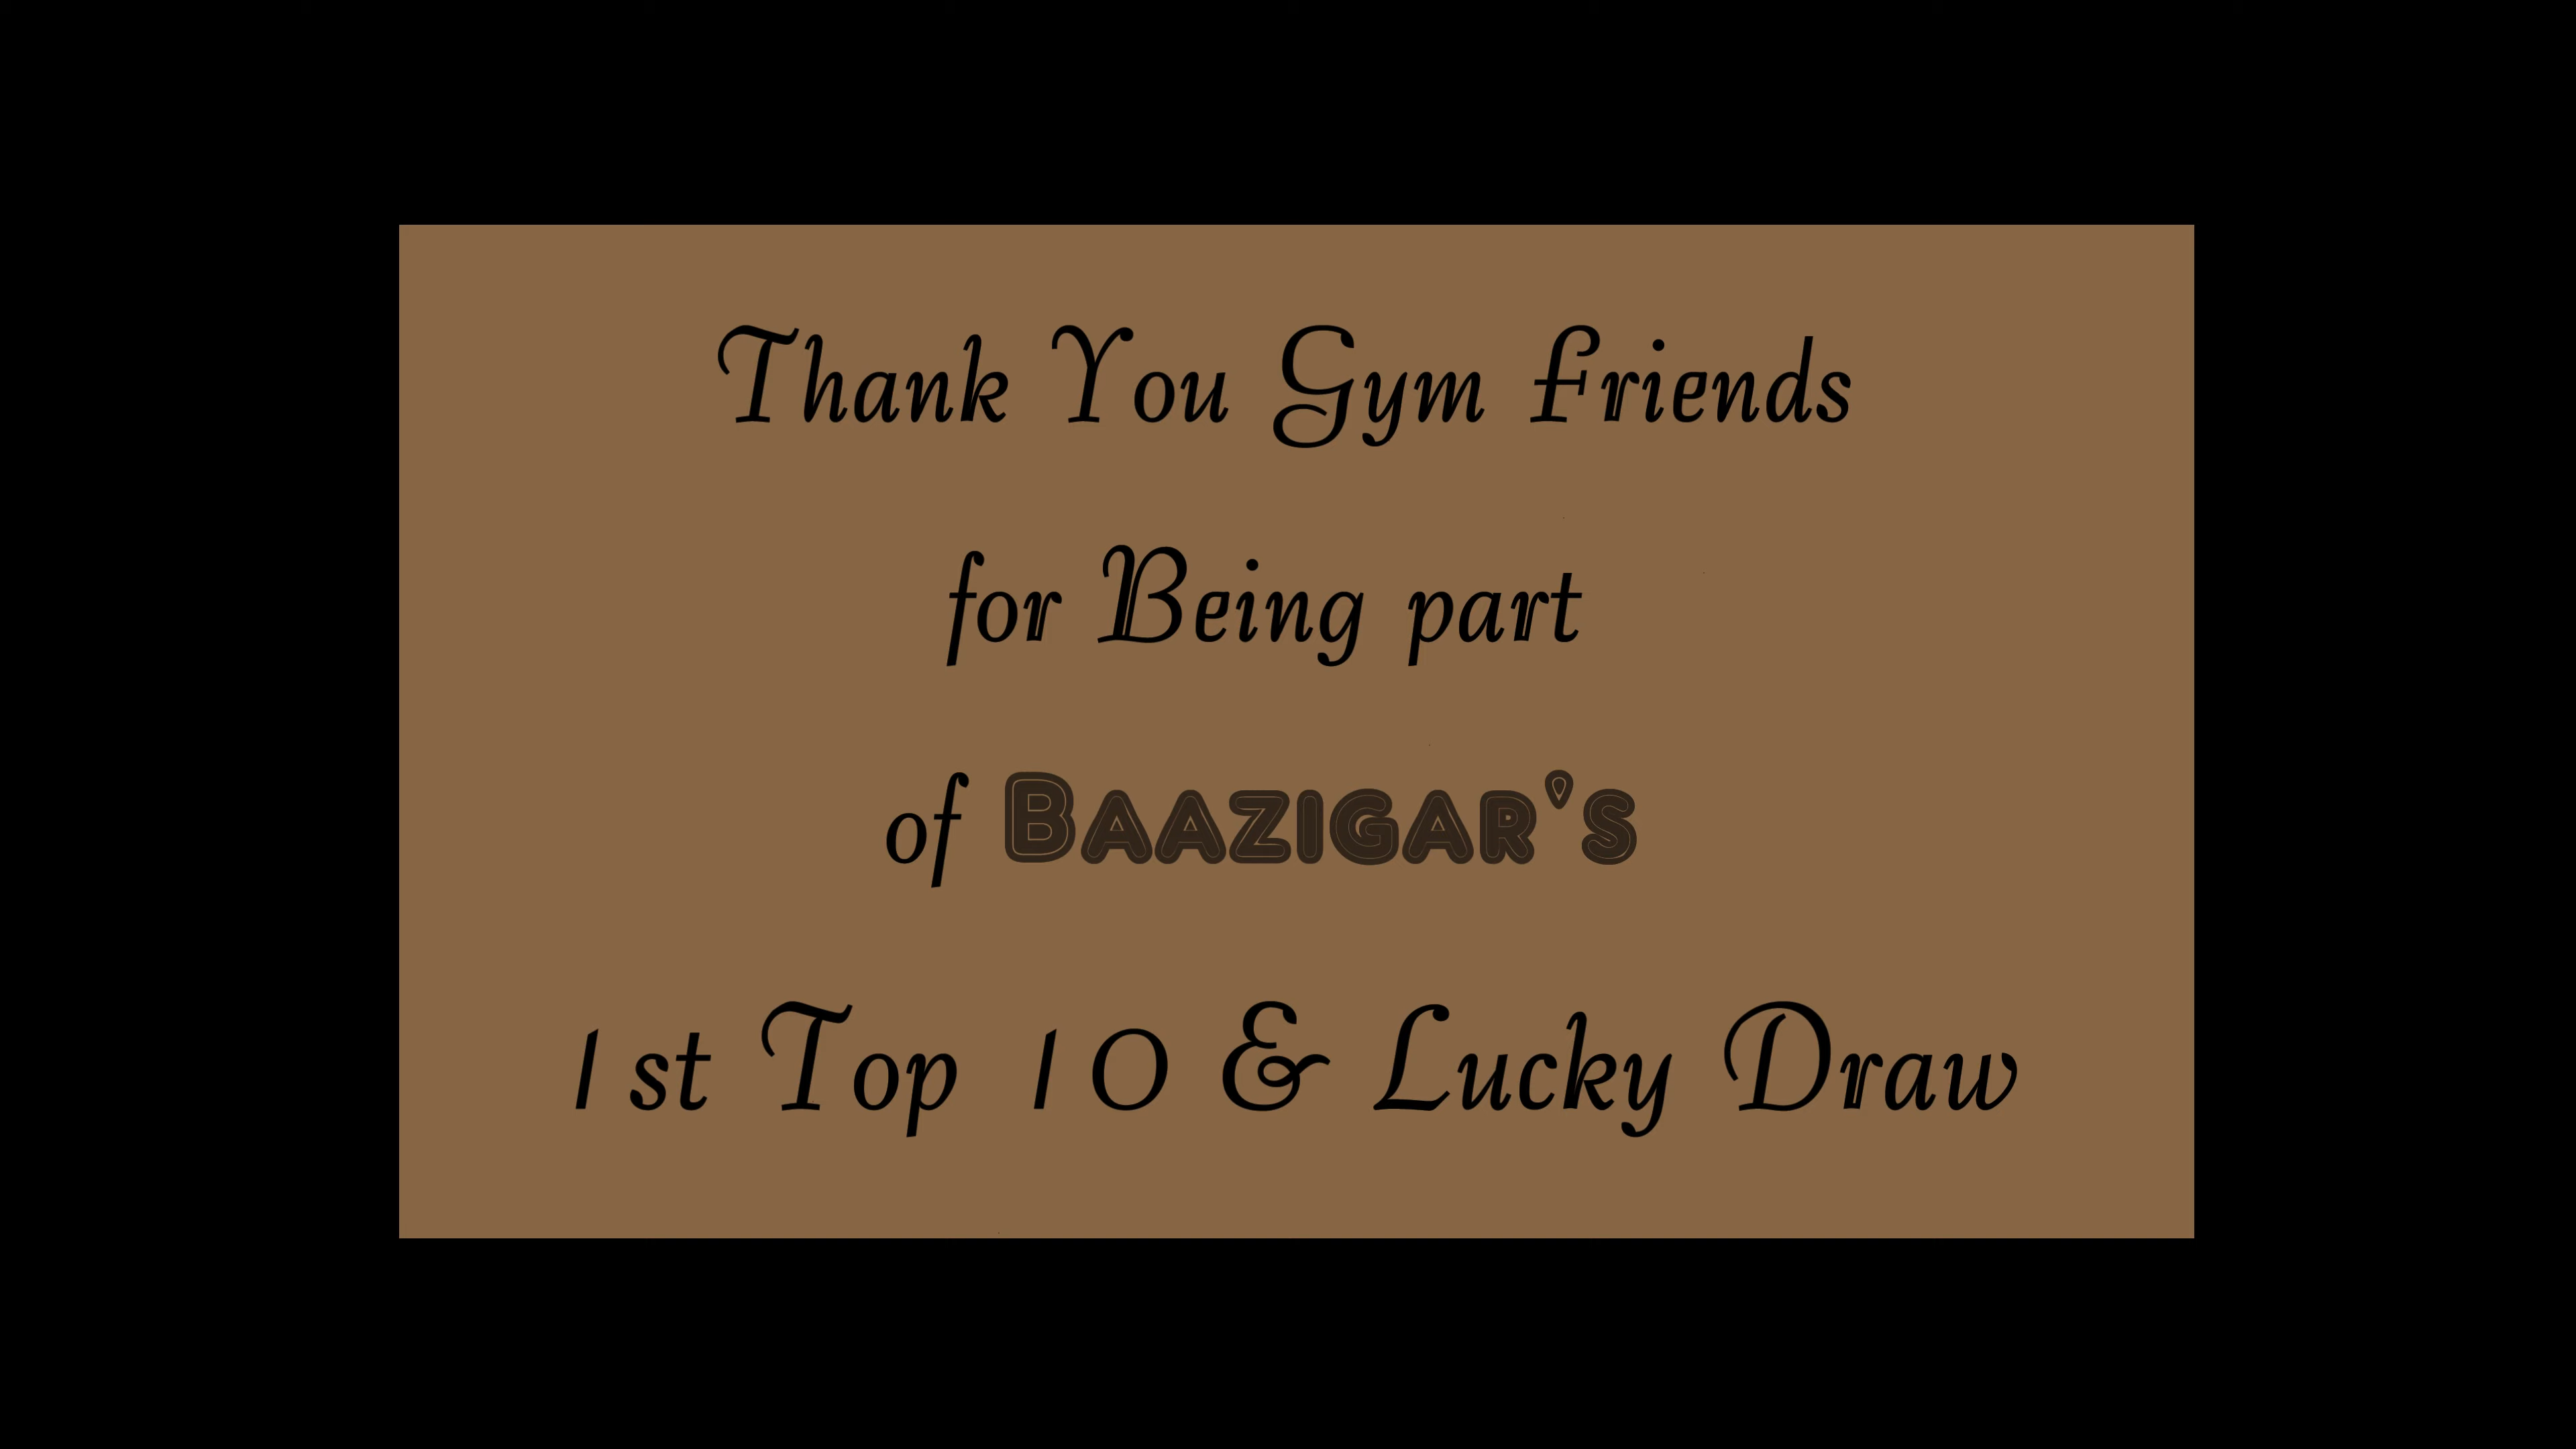 Thank You Gym Friends
for Being part
of Baazigar's
1st Top 10 & Lucky Draw